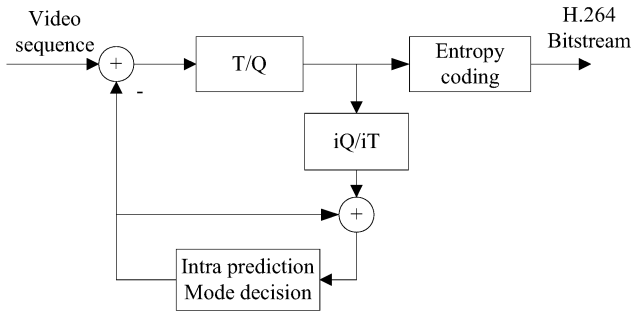 Video
sequence
H.264
Bitstream
+
-
T/Q
Entropy
coding
iQ/iT
+
Intra prediction
Mode decision